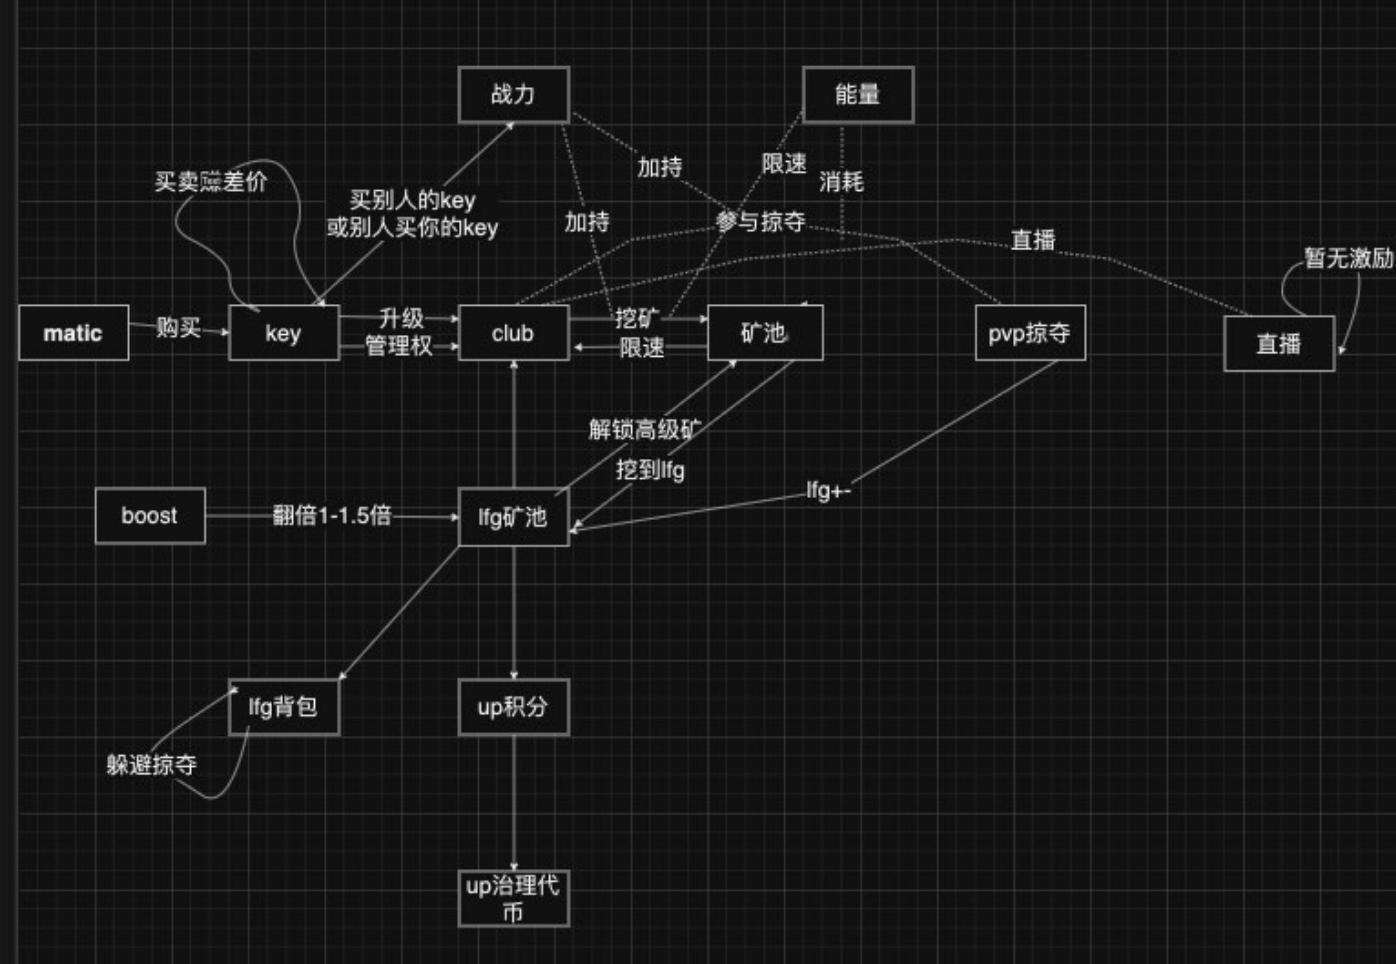 战力
能量
加持
限速
消耗
买卖赚差价
买别人的key
或别人买你的key
加持
参与掠夺
直播
暂无激励
matic
购买
key
升级
管理权
club
挖矿
限速
矿池
pvp掠夺
直播
解锁高级矿
挖到lfg
lfg+-
boost
翻倍1-1.5倍
lfg矿池
lfg背包
up积分
躲避掠夺
up治理代
币